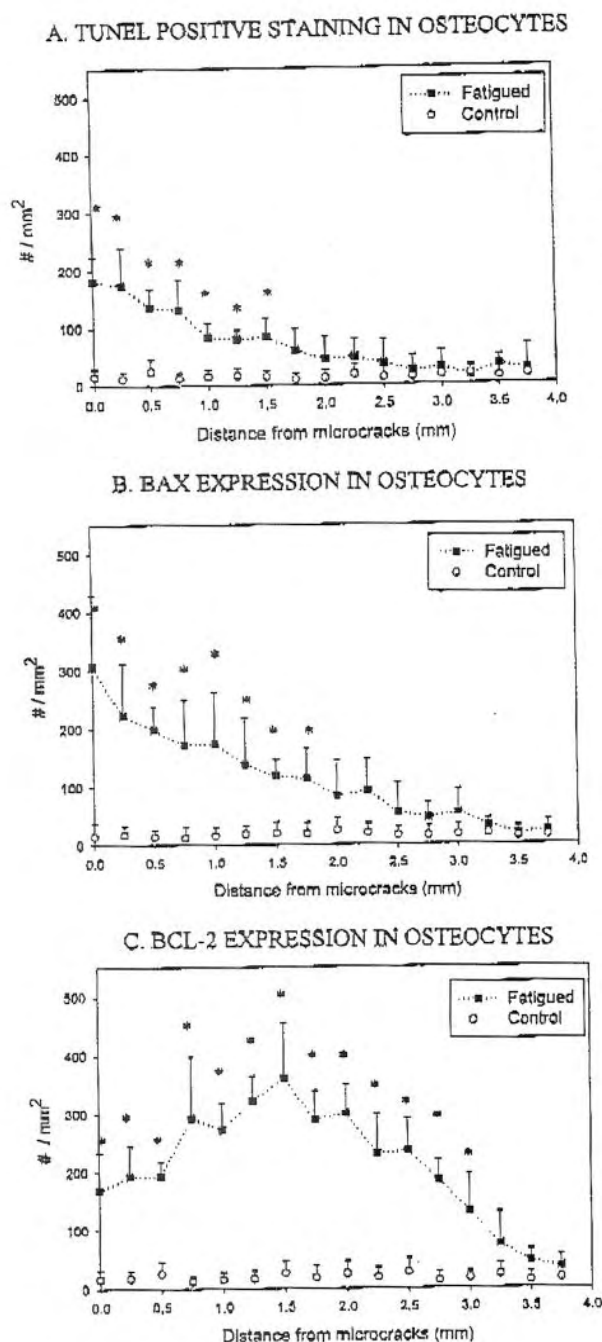 A. TUNEL POSITIVE STAINING IN OSTEOCYTES
500
400
300
200
100
0
# / mm²
Fatigued
Control
* * * * * * *
0.0 0.5 1.0 1.5 2.0 2.5 3.0 3.5 4.0
Distance from microcracks (mm)
B. BAX EXPRESSION IN OSTEOCYTES
500
400
300
200
100
0
# / mm²
Fatigued
Control
* * * * * * * *
0.0 0.5 1.0 1.5 2.0 2.5 3.0 3.5 4.0
Distance from microcracks (mm)
C. BCL-2 EXPRESSION IN OSTEOCYTES
500
400
300
200
100
0
# / mm²
Fatigued
Control
* * * * * * * * * * * * *
0.0 0.5 1.0 1.5 2.0 2.5 3.0 3.5 4.0
Distance from microcracks (mm)